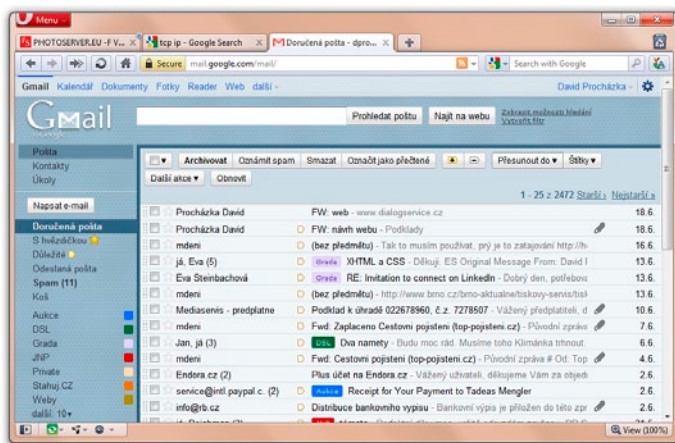 Menu
PHOTOSERVER.EU -F V... tcp ip - Google Search Doručená pošta - dpro...
Secure mail.google.com/mail/ Search with Google
Gmail Kalendář Dokumenty Fotky Reader Web další David Procházka
Gmail
Prohledat poštu Najít na webu Zobrazit možnosti hledání
Vytvořit filtr
Pošta
Kontakty
Úkoly
Napsat e-mail
Doručená pošta
S hvězdičkou
Důležité
Odeslaná pošta
Spam (11)
Koš
Aukce
DSL
Grada
JNP
Private
Stahuj.CZ
Weby
další: 10
Archivovat Oznámit spam Smazat Označit jako přečtené Přesunout do Štítky
Další akce Obnovit
1 - 25 z 2472 Starší › Nejstarší »
Procházka David FW: web - www.dialogservice.cz 18.6.
Procházka David FW: návrh webu - Podklady 18.6.
mdeni (bez předmětu) - Tak to musím používat, prý je to zatajování http://h 16.6.
já, Eva (5) Grada XHTML a CSS - Děkuji. ES Original Message From: David 13.6.
Eva Steinbachová Grada RE: Invitation to connect on LinkedIn - Dobrý den, potřebova 13.6.
mdeni (bez předmětu) - http://www.brno.cz/brno-aktualne/tiskovy-servis/tisk 13.6.
Mediaservis - predplatne Podklad k úhradě 022678960, č.z. 7278507 - Vážený předplatiteli, d 10.6.
mdeni Fwd: Zaplaceno Cestovni pojisteni (top-pojisteni.cz) - Původní zpráva 7.6.
Jan, já (3) DSL Dva namety - Budu moc rád. Musíme toho Klimánka trhnout. 6.6.
mdeni Fwd: Cestovni pojisteni (top-pojisteni.cz) - Původní zpráva # Od: Top 4.6.
Endora.cz (2) Plus účet na Endora.cz - Vážený uživateli, děkujeme Vám za objedn 2.6.
service@intl.paypal.c. (2) Aukce Receipt for Your Payment to Tadeas Mengler 2.6.
info@rb.cz Distribuce bankovního vypisu - Bankovní výpis je přiložen do této zpr 2.6.
View (100%)